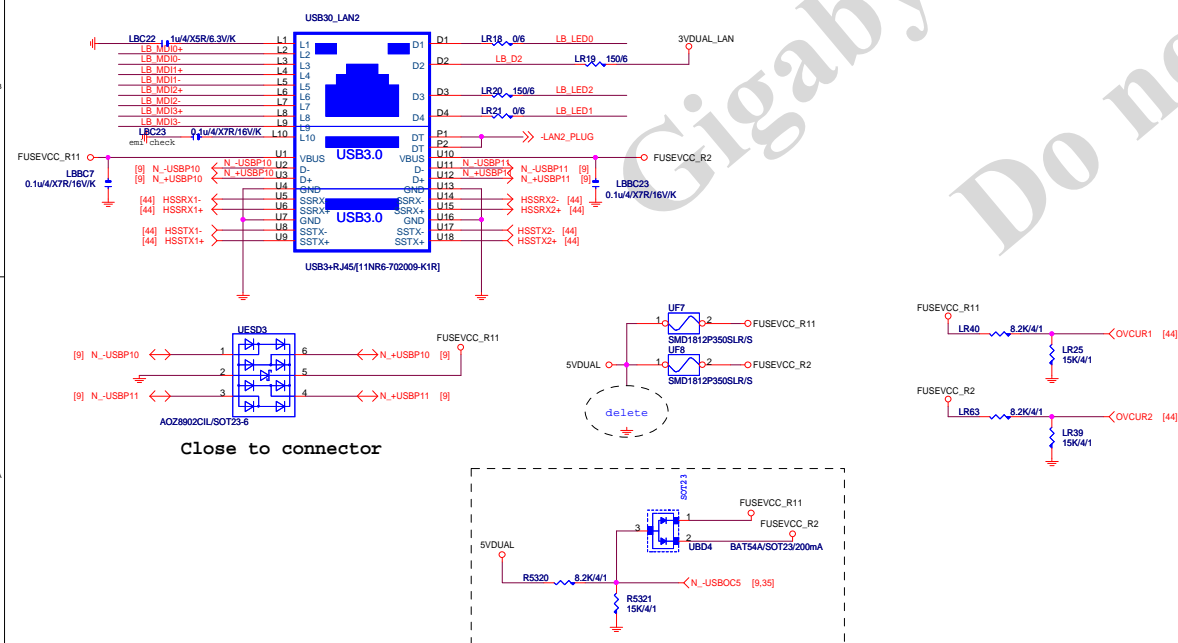 USB30_LAN2
LBC22 1u/4/X5R/6.3V/K
L1 L1 D1 D1 LR18 0/6 LB_LED0
LB_MDI0+ L2 L2
LB_MDI0- L3 L3 D2 D2 LB_D2 LR19 150/6 3VDUAL_LAN
LB_MDI1+ L4 L4
LB_MDI1- L5 L5
LB_MDI2+ L6 L6 D3 D3 LR20 150/6 LB_LED2
LB_MDI2- L7 L7
LB_MDI3+ L8 L8 D4 D4 LR21 0/6 LB_LED1
LB_MDI3- L9 L9
LBC23 0.1u/4/X7R/16V/K L10 L10 DT P1 -LAN2_PLUG
emi check
DT P2
USB3.0
FUSEVCC_R11 U1 VBUS VBUS U10 FUSEVCC_R2
[9] N_-USBP10 N_-USBP10 U2 D- D- U11 N_-USBP11 N_-USBP11 [9]
[9] N_+USBP10 N_+USBP10 U3 D+ D+ U12 N_+USBP11 N_+USBP11 [9]
LBBC7
0.1u/4/X7R/16V/K
LBBC23
0.1u/4/X7R/16V/K
U4 GND GND U13
[44] HSSRX1- U5 SSRX- SSRX- U14 HSSRX2- [44]
[44] HSSRX1+ U6 SSRX+ SSRX+ U15 HSSRX2+ [44]
U7 GND GND U16
USB3.0
[44] HSSTX1- U8 SSTX- SSTX- U17 HSSTX2- [44]
[44] HSSTX1+ U9 SSTX+ SSTX+ U18 HSSTX2+ [44]
USB3+RJ45/[11NR6-702009-K1R]
UESD3
FUSEVCC_R11
[9] N_-USBP10 1 6 N_+USBP10 [9]
2 5
[9] N_-USBP11 3 4 N_+USBP11 [9]
AOZ8902CIL/SOT23-6
Close to connector
UF7
1 2 FUSEVCC_R11
SMD1812P350SLR/S
5VDUAL
UF8
1 2 FUSEVCC_R2
SMD1812P350SLR/S
delete
FUSEVCC_R11
LR40 8.2K/4/1 OVCUR1 [44]
LR25
15K/4/1
FUSEVCC_R2
LR63 8.2K/4/1 OVCUR2 [44]
LR39
15K/4/1
SOT23
FUSEVCC_R11
1
FUSEVCC_R2
3
2
UBD4 BAT54A/SOT23/200mA
5VDUAL
R5320 8.2K/4/1 N_-USBOC5 [9,35]
R5321
15K/4/1
Gigaby
Do no